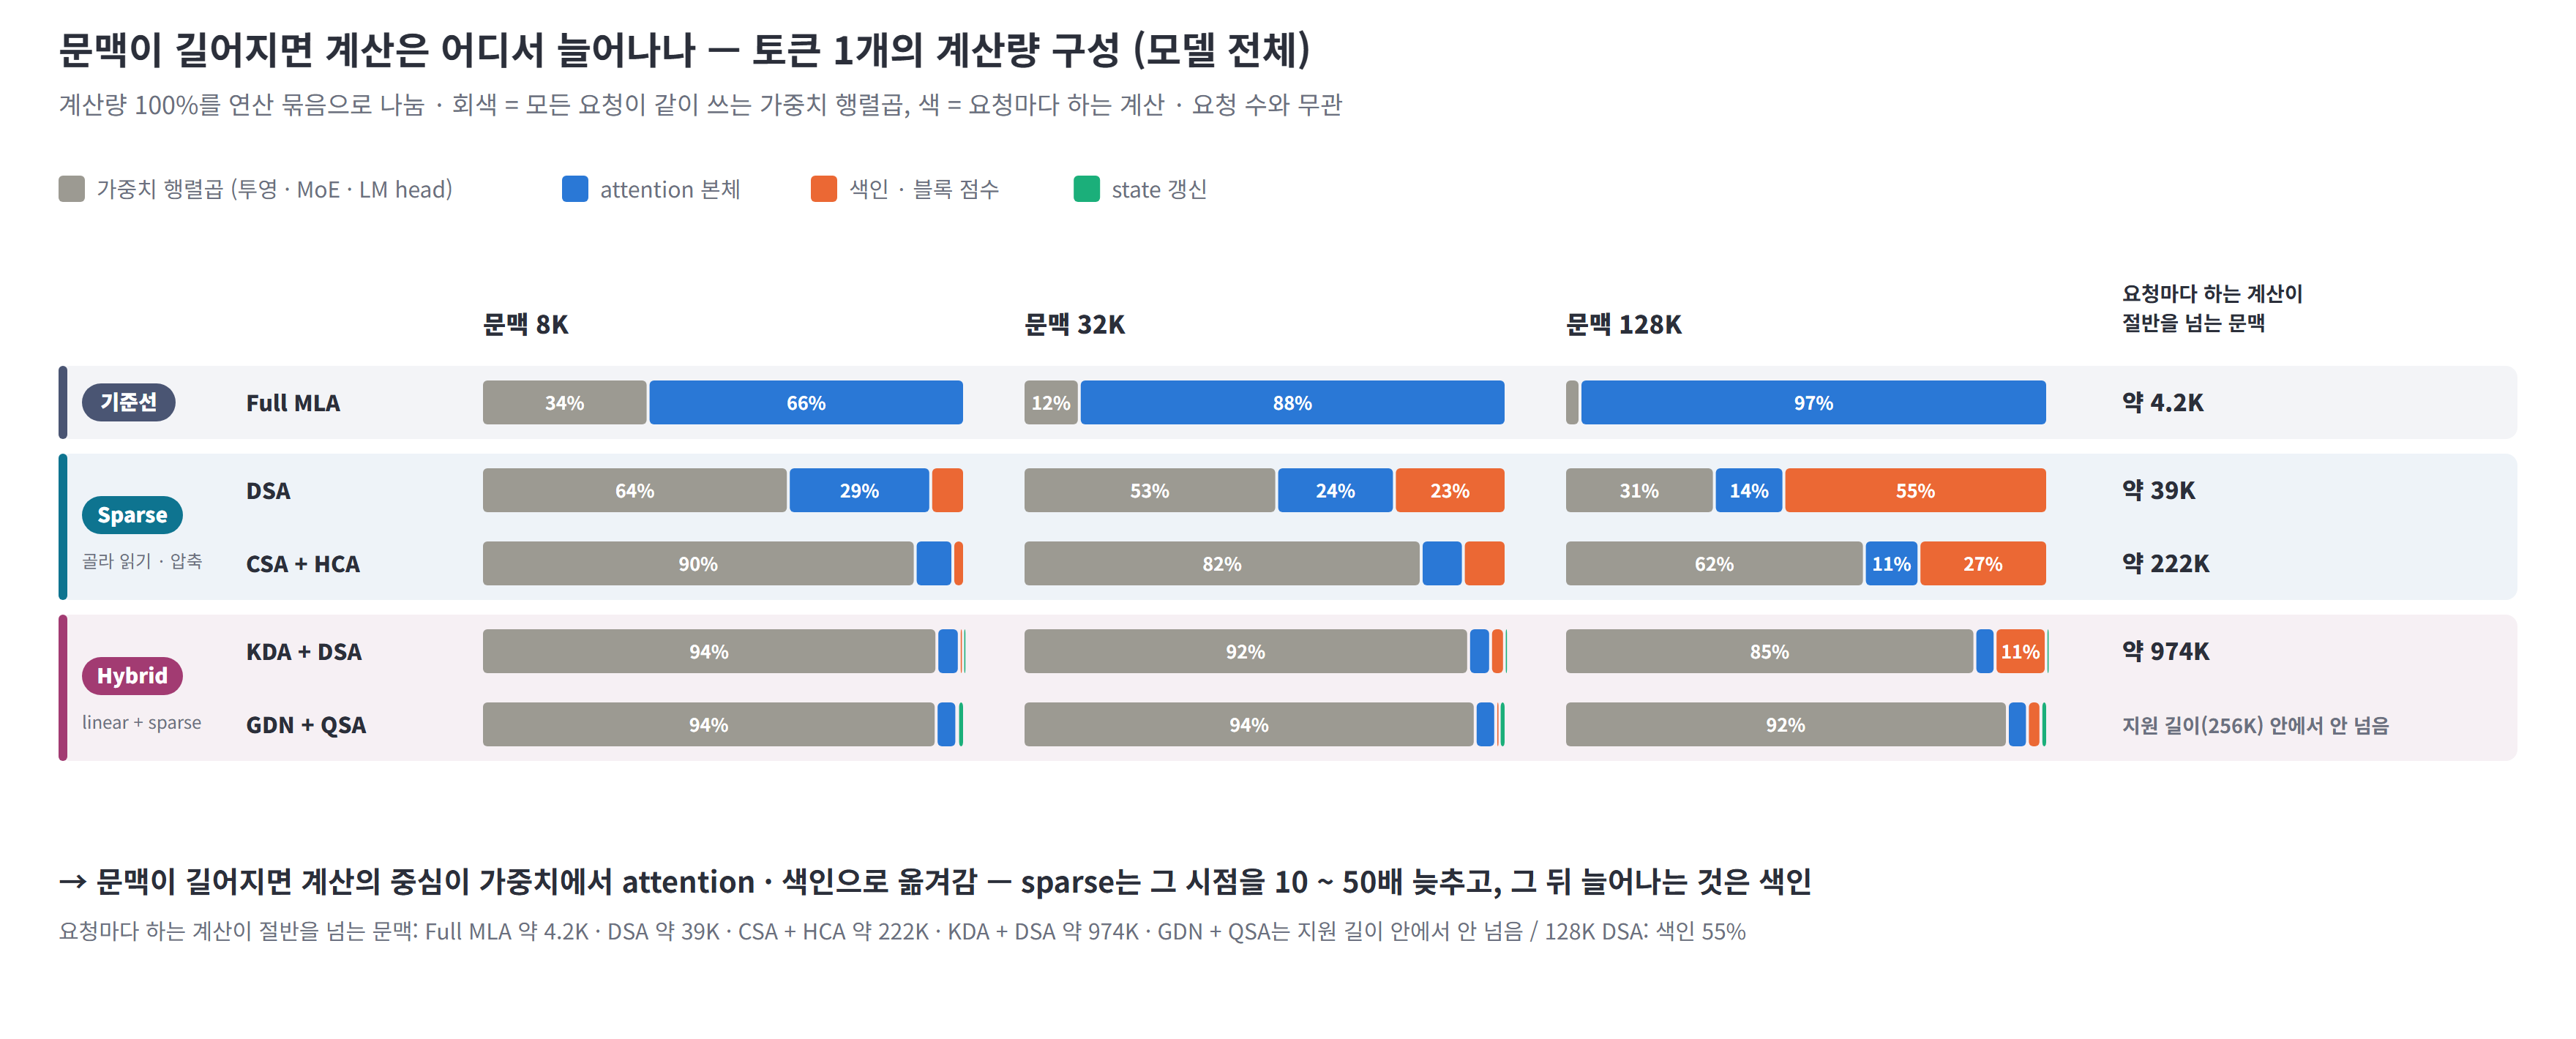 문맥이 길어지면 계산은 어디서 늘어나나 — 토큰 1개의 계산량 구성 (모델 전체)
계산량 100%를 연산 묶음으로 나눔 · 회색 = 모든 요청이 같이 쓰는 가중치 행렬곱, 색 = 요청마다 하는 계산 · 요청 수와 무관
가중치 행렬곱 (투영 · MoE · LM head)
attention 본체
색인 · 블록 점수
state 갱신
문맥 8K
문맥 32K
문맥 128K
요청마다 하는 계산이
절반을 넘는 문맥
기준선
Full MLA
34%
66%
12%
88%
97%
약 4.2K
Sparse
골라 읽기 · 압축
DSA
64%
29%
53%
24%
23%
31%
14%
55%
약 39K
CSA + HCA
90%
82%
62%
11%
27%
약 222K
Hybrid
linear + sparse
KDA + DSA
94%
92%
85%
11%
약 974K
GDN + QSA
94%
94%
92%
지원 길이(256K) 안에서 안 넘음
→ 문맥이 길어지면 계산의 중심이 가중치에서 attention · 색인으로 옮겨감 — sparse는 그 시점을 10 ~ 50배 늦추고, 그 뒤 늘어나는 것은 색인
요청마다 하는 계산이 절반을 넘는 문맥: Full MLA 약 4.2K · DSA 약 39K · CSA + HCA 약 222K · KDA + DSA 약 974K · GDN + QSA는 지원 길이 안에서 안 넘음 / 128K DSA: 색인 55%